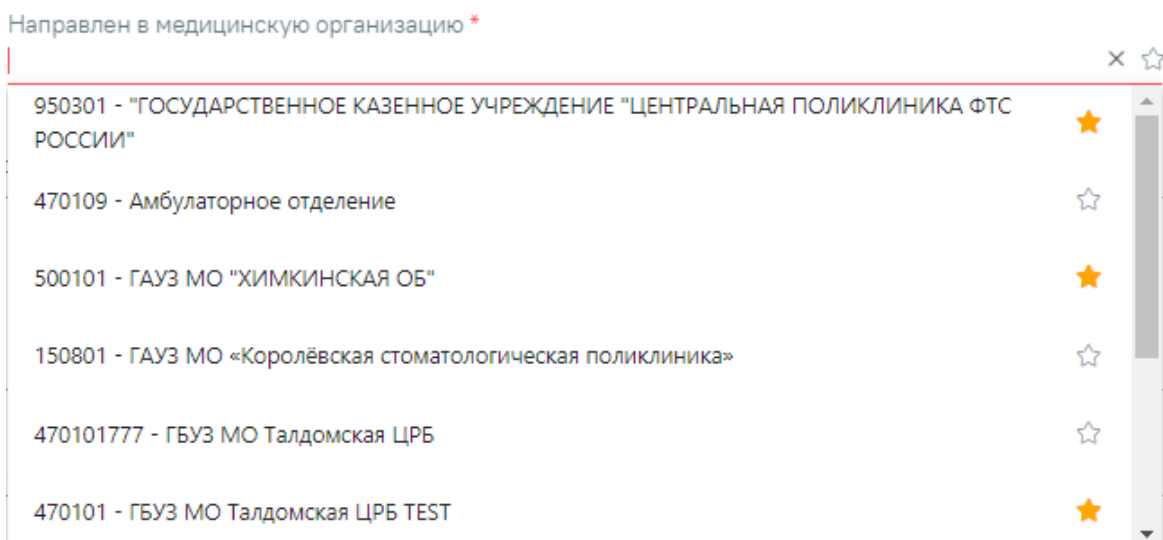 Направлен в медицинскую организацию *
950301 - "ГОСУДАРСТВЕННОЕ КАЗЕННОЕ УЧРЕЖДЕНИЕ "ЦЕНТРАЛЬНАЯ ПОЛИКЛИНИКА ФТС
РОССИИ"
470109 - Амбулаторное отделение
500101 - ГАУЗ МО "ХИМКИНСКАЯ ОБ"
150801 - ГАУЗ МО «Королёвская стоматологическая поликлиника»
470101777 - ГБУЗ МО Талдомская ЦРБ
470101 - ГБУЗ МО Талдомская ЦРБ TEST